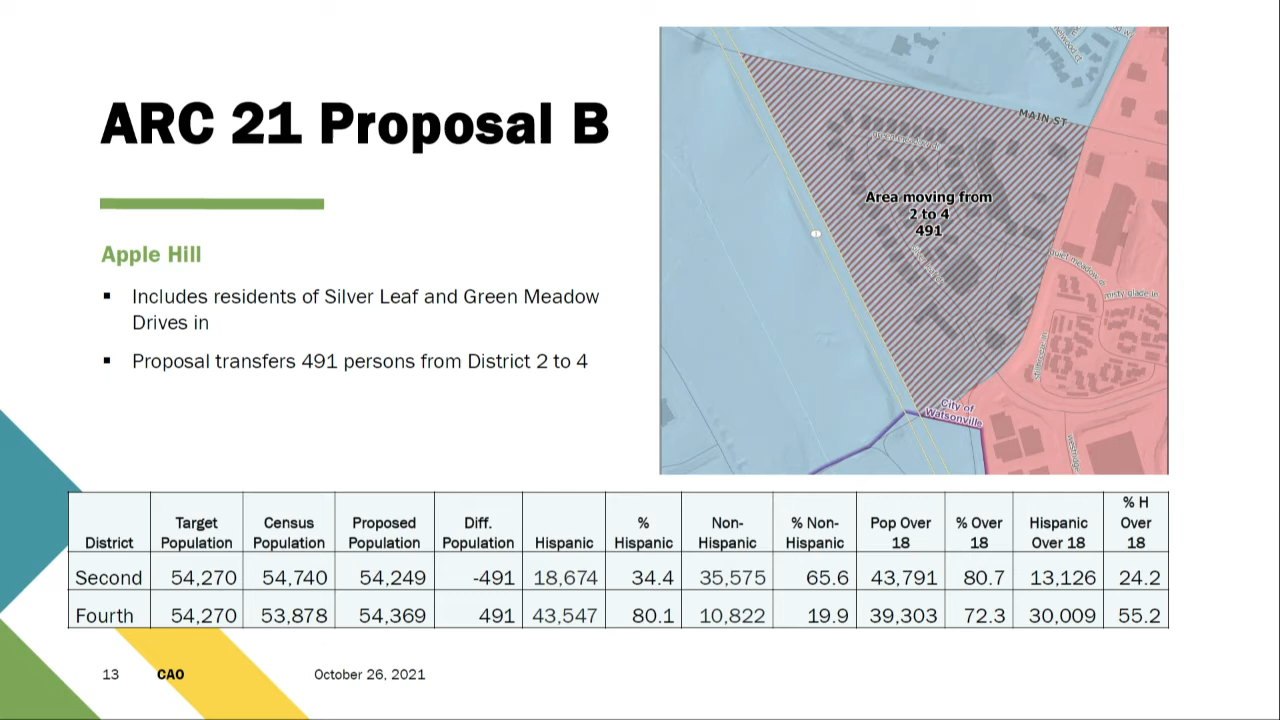 ARC 21 Proposal B
Apple Hill
▪ Includes residents of Silver Leaf and Green Meadow
Drives in
▪ Proposal transfers 491 persons from District 2 to 4
MAIN ST
Area moving from
2 to 4
491
1
quiet meadow
misty glade ln
City of
Watsonville
District | Target Population | Census Population | Proposed Population | Diff. Population | Hispanic | % Hispanic | Non-Hispanic | % Non-Hispanic | Pop Over 18 | % Over 18 | Hispanic Over 18 | % H Over 18
Second | 54,270 | 54,740 | 54,249 | -491 | 18,674 | 34.4 | 35,575 | 65.6 | 43,791 | 80.7 | 13,126 | 24.2
Fourth | 54,270 | 53,878 | 54,369 | 491 | 43,547 | 80.1 | 10,822 | 19.9 | 39,303 | 72.3 | 30,009 | 55.2
13 CAO October 26, 2021